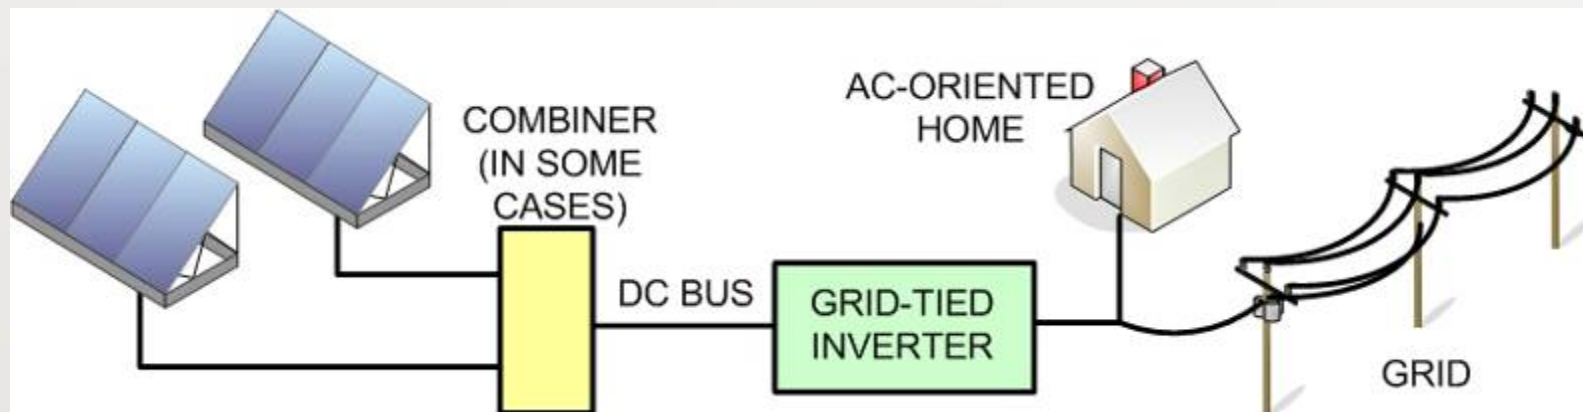 COMBINER
(IN SOME
CASES)
DC BUS
GRID-TIED
INVERTER
AC-ORIENTED
HOME
GRID